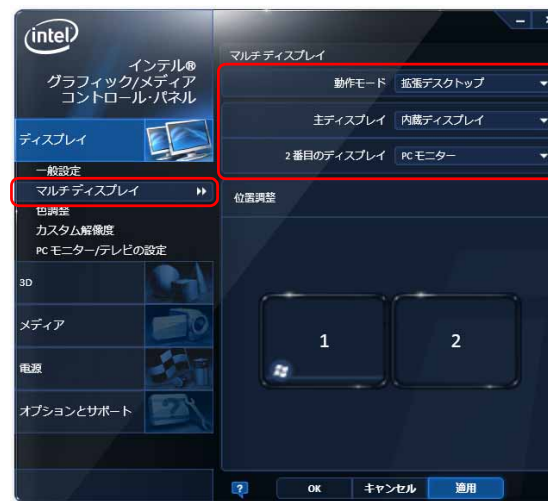 intel
インテル®
グラフィック/メディア
コントロール・パネル
ディスプレイ
一般設定
マルチディスプレイ
色調整
カスタム解像度
PC モニター/テレビの設定
3D
メディア
電源
オプションとサポート
マルチ ディスプレイ
動作モード 拡張デスクトップ
主ディスプレイ 内蔵ディスプレイ
2 番目のディスプレイ PC モニター
位置調整
1 2
? OK キャンセル 適用